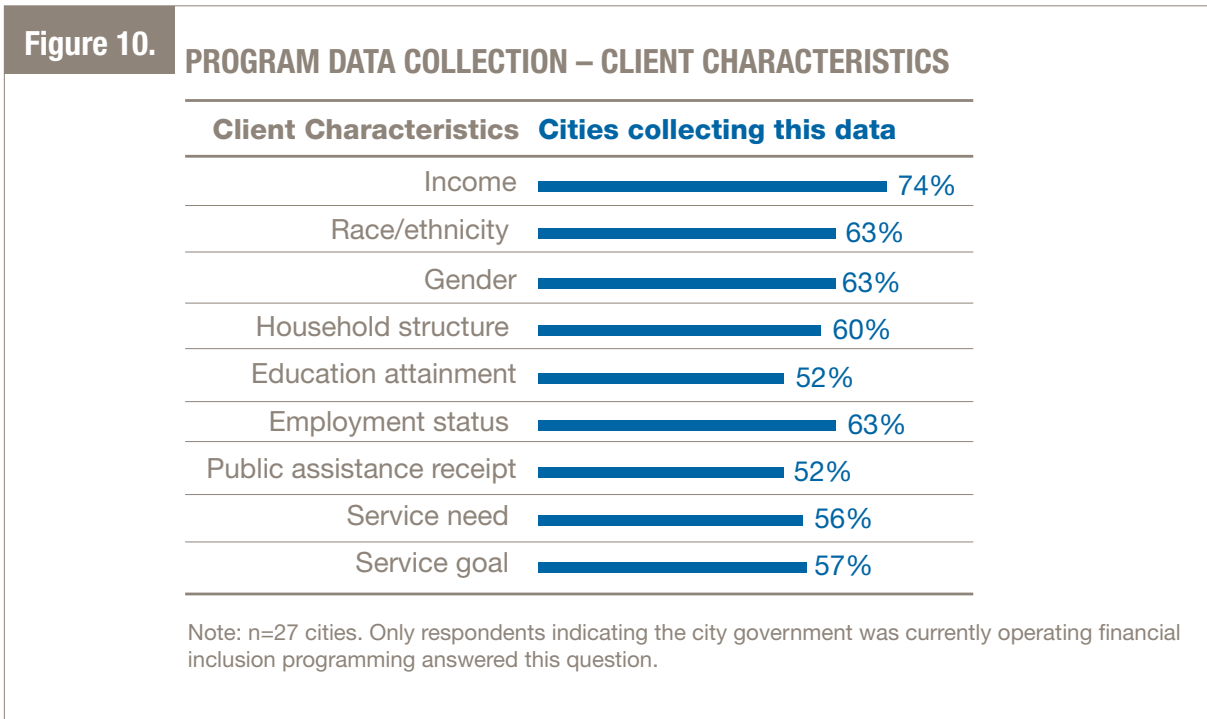 Figure 10.
PROGRAM DATA COLLECTION – CLIENT CHARACTERISTICS
Client Characteristics Cities collecting this data
Income 74%
Race/ethnicity 63%
Gender 63%
Household structure 60%
Education attainment 52%
Employment status 63%
Public assistance receipt 52%
Service need 56%
Service goal 57%
Note: n=27 cities. Only respondents indicating the city government was currently operating financial
inclusion programming answered this question.